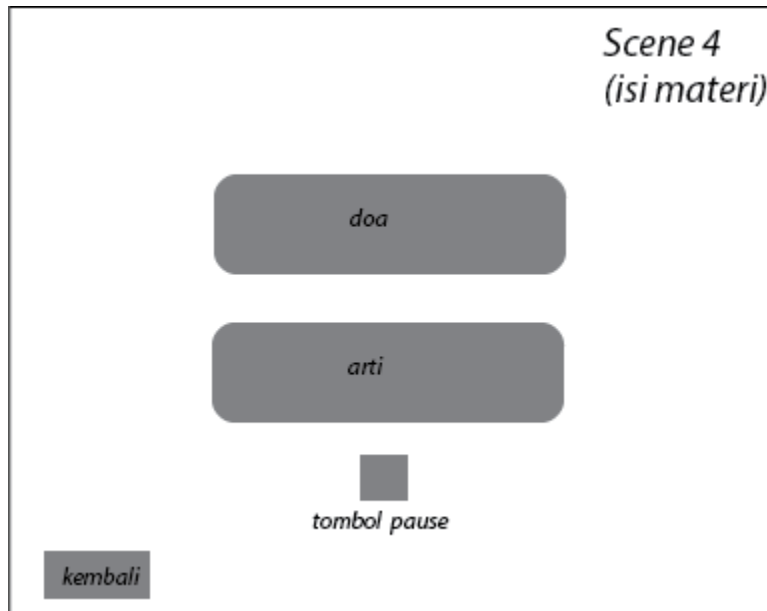 Scene 4
(isi materi)
doa
arti
tombol pause
kembali